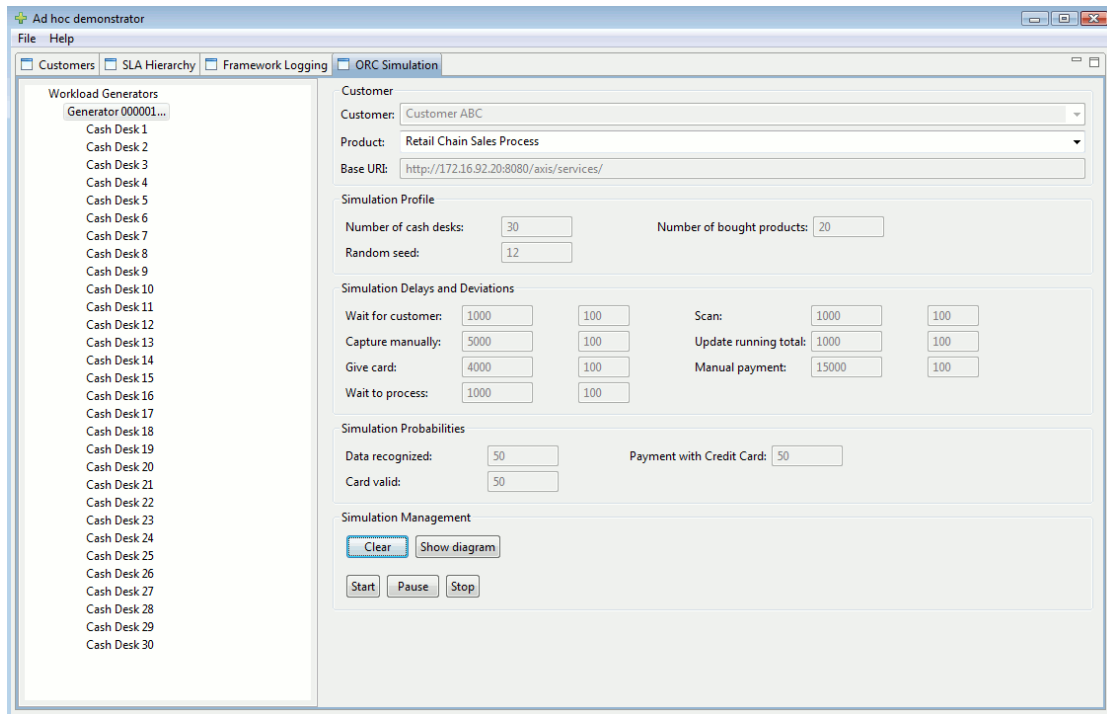 Ad hoc demonstrator
File Help
Customers SLA Hierarchy Framework Logging ORC Simulation
Workload Generators
Generator 000001...
Cash Desk 1
Cash Desk 2
Cash Desk 3
Cash Desk 4
Cash Desk 5
Cash Desk 6
Cash Desk 7
Cash Desk 8
Cash Desk 9
Cash Desk 10
Cash Desk 11
Cash Desk 12
Cash Desk 13
Cash Desk 14
Cash Desk 15
Cash Desk 16
Cash Desk 17
Cash Desk 18
Cash Desk 19
Cash Desk 20
Cash Desk 21
Cash Desk 22
Cash Desk 23
Cash Desk 24
Cash Desk 25
Cash Desk 26
Cash Desk 27
Cash Desk 28
Cash Desk 29
Cash Desk 30
Customer
Customer: Customer ABC
Product: Retail Chain Sales Process
Base URI: http://172.16.92.20:8080/axis/services/
Simulation Profile
Number of cash desks: 30 Number of bought products: 20
Random seed: 12
Simulation Delays and Deviations
Wait for customer: 1000 100 Scan: 1000 100
Capture manually: 5000 100 Update running total: 1000 100
Give card: 4000 100 Manual payment: 15000 100
Wait to process: 1000 100
Simulation Probabilities
Data recognized: 50 Payment with Credit Card: 50
Card valid: 50
Simulation Management
Clear Show diagram
Start Pause Stop